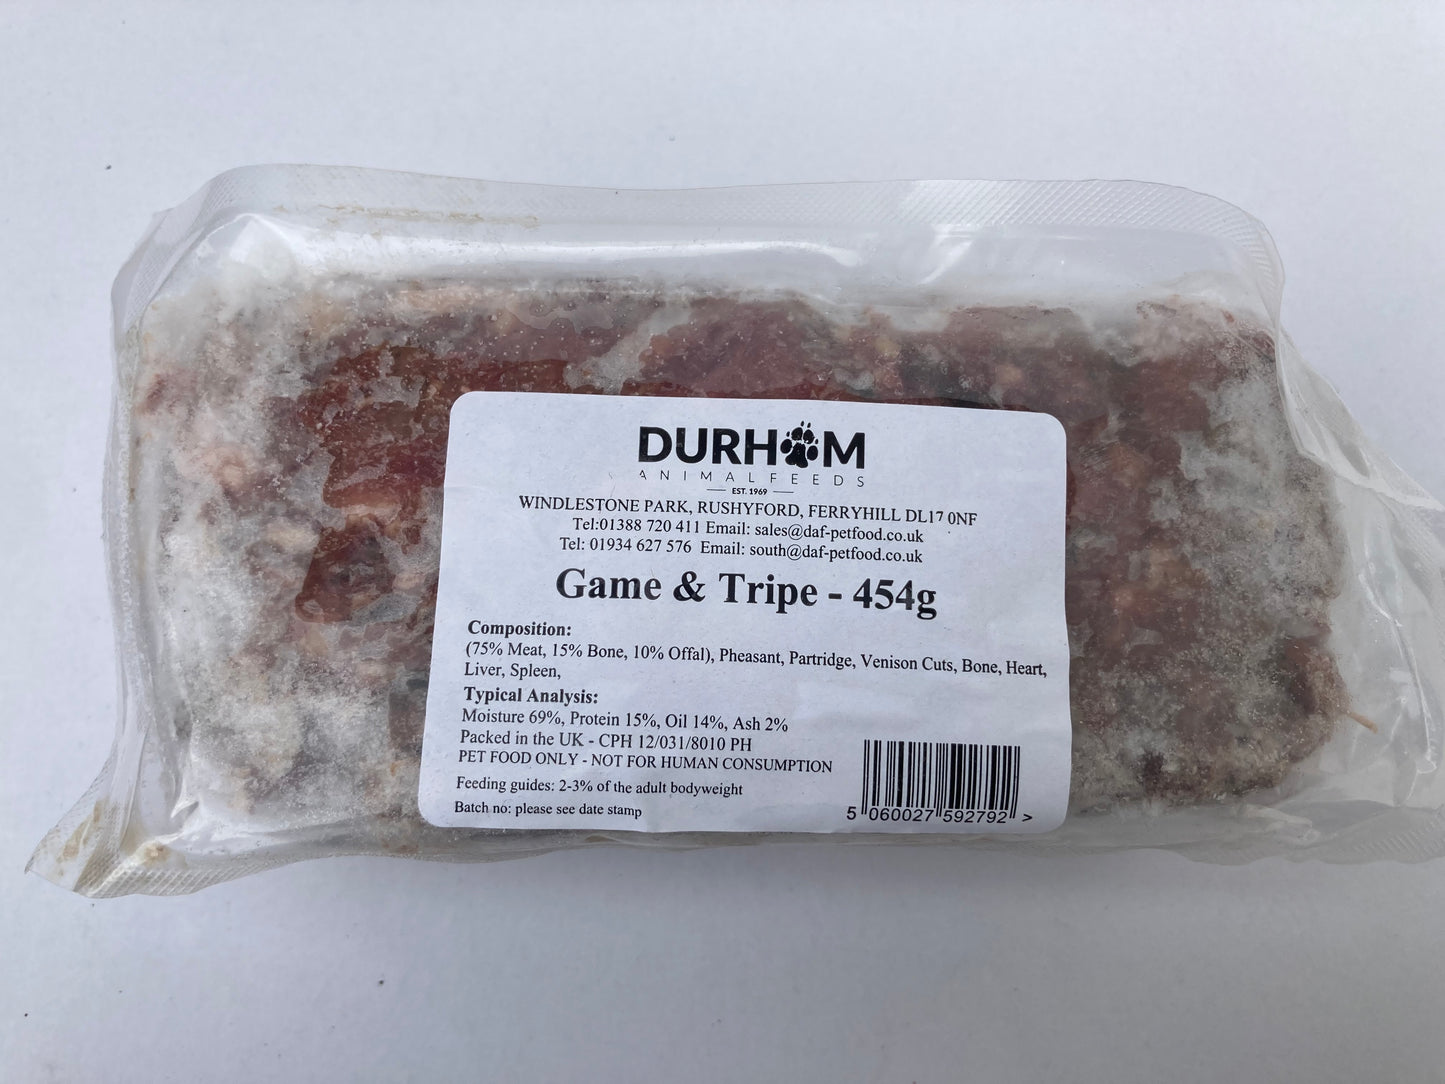 DURHAM
ANIMALFEEDS
EST. 1969
WINDLESTONE PARK, RUSHYFORD, FERRYHILL DL17 0NF
Tel:01388 720 411 Email: sales@daf-petfood.co.uk
Tel: 01934 627 576 Email: south@daf-petfood.co.uk
Game & Tripe - 454g
Composition:
(75% Meat, 15% Bone, 10% Offal), Pheasant, Partridge, Venison Cuts, Bone, Heart,
Liver, Spleen,
Typical Analysis:
Moisture 69%, Protein 15%, Oil 14%, Ash 2%
Packed in the UK - CPH 12/031/8010 PH
PET FOOD ONLY - NOT FOR HUMAN CONSUMPTION
Feeding guides: 2-3% of the adult bodyweight
Batch no: please see date stamp
5 060027 592792 >